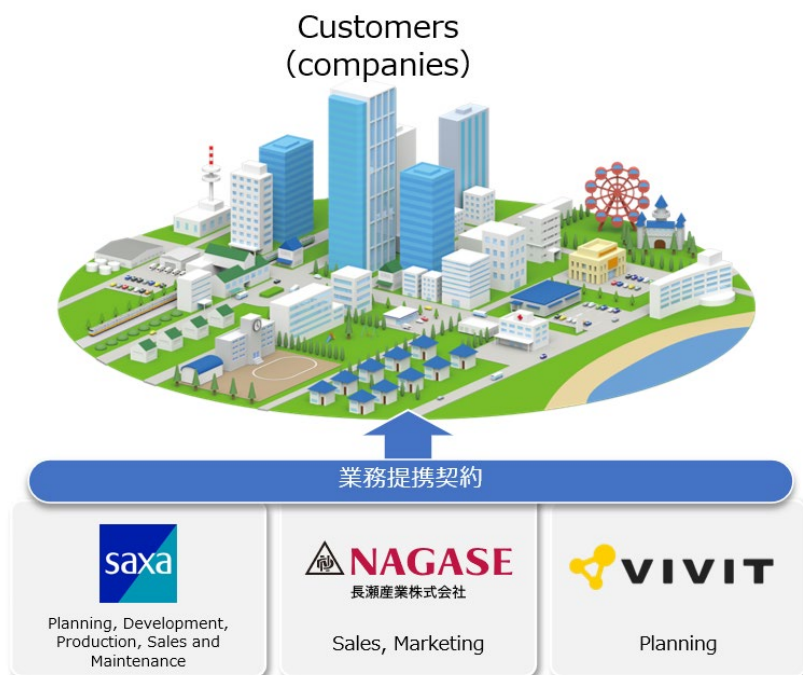 Customers
(companies)
業務提携契約
saxa
Planning, Development,
Production, Sales and
Maintenance
NAGASE
長瀬産業株式会社
Sales, Marketing
VIVIT
Planning